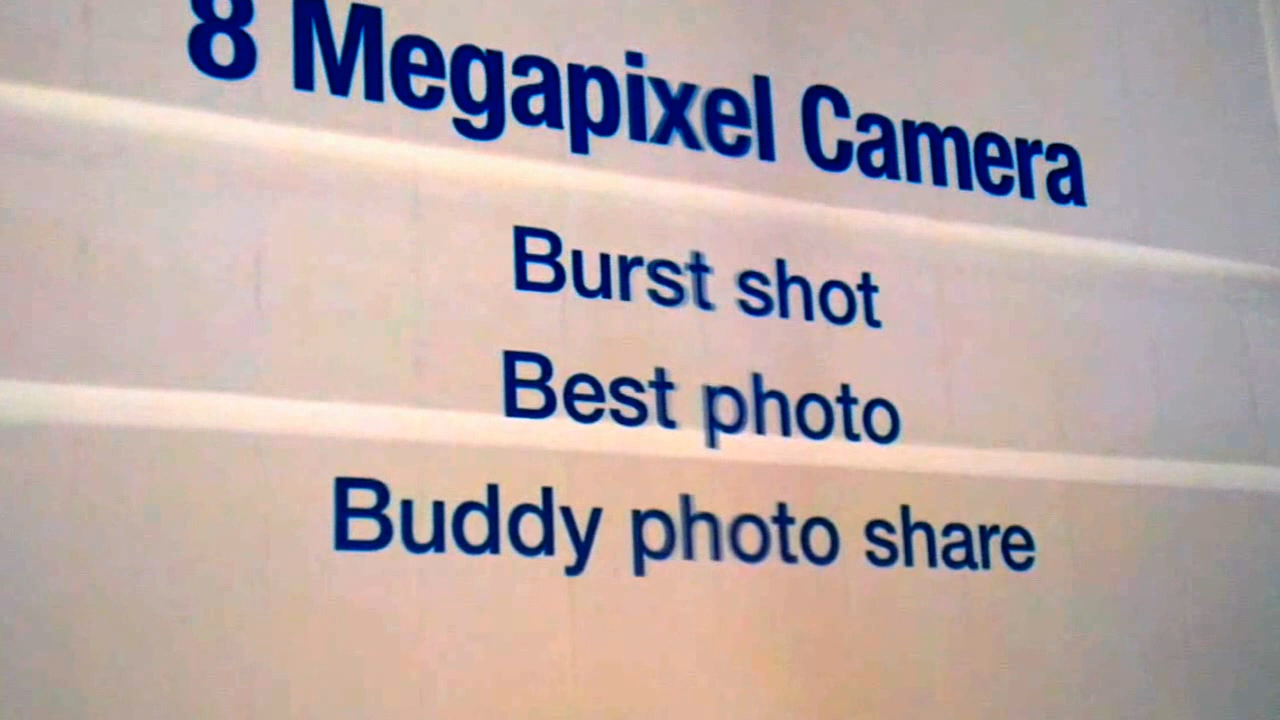 8 Megapixel Camera
Burst shot
Best photo
Buddy photo share